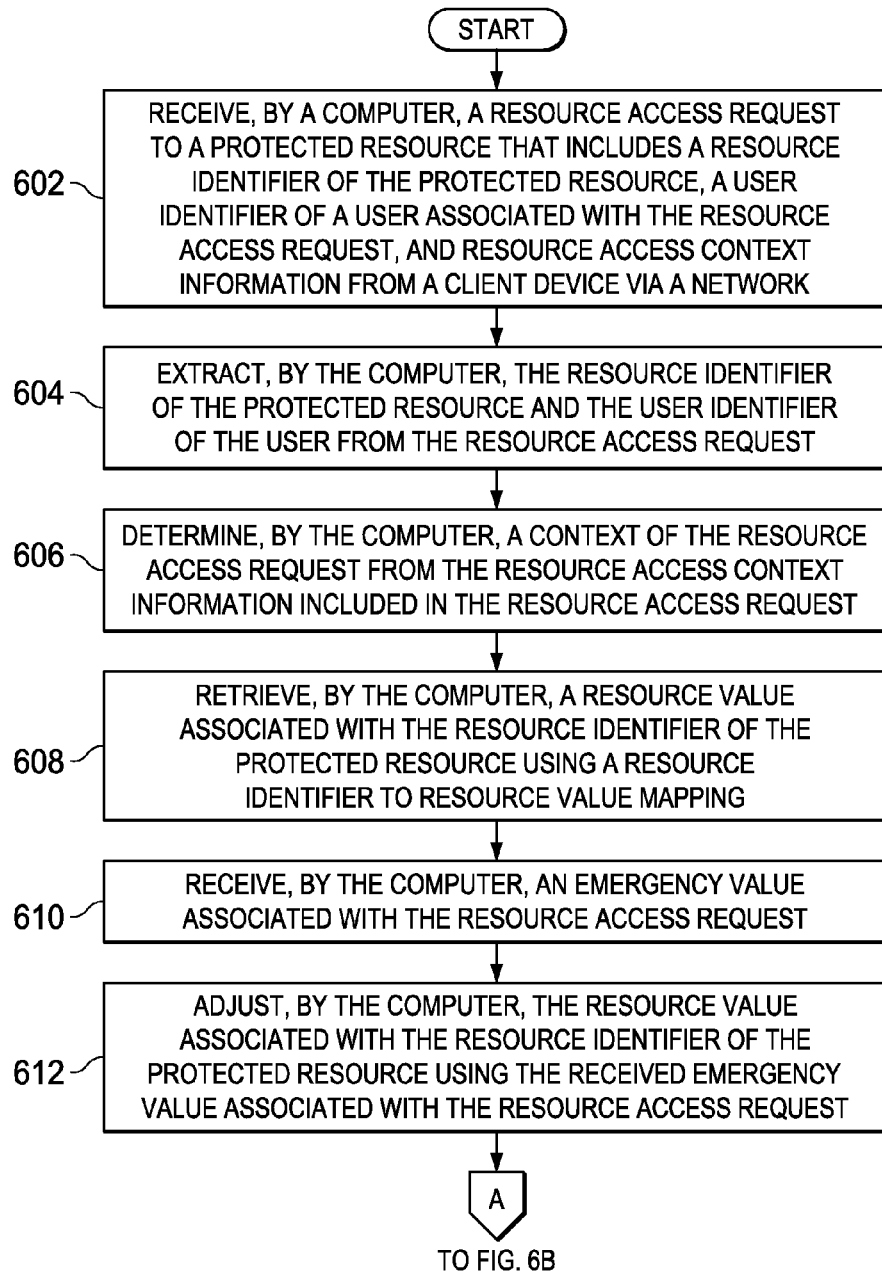 START
RECEIVE, BY A COMPUTER, A RESOURCE ACCESS REQUEST
TO A PROTECTED RESOURCE THAT INCLUDES A RESOURCE
IDENTIFIER OF THE PROTECTED RESOURCE, A USER
IDENTIFIER OF A USER ASSOCIATED WITH THE RESOURCE
ACCESS REQUEST, AND RESOURCE ACCESS CONTEXT
INFORMATION FROM A CLIENT DEVICE VIA A NETWORK
602
EXTRACT, BY THE COMPUTER, THE RESOURCE IDENTIFIER
OF THE PROTECTED RESOURCE AND THE USER IDENTIFIER
OF THE USER FROM THE RESOURCE ACCESS REQUEST
604
DETERMINE, BY THE COMPUTER, A CONTEXT OF THE RESOURCE
ACCESS REQUEST FROM THE RESOURCE ACCESS CONTEXT
INFORMATION INCLUDED IN THE RESOURCE ACCESS REQUEST
606
RETRIEVE, BY THE COMPUTER, A RESOURCE VALUE
ASSOCIATED WITH THE RESOURCE IDENTIFIER OF THE
PROTECTED RESOURCE USING A RESOURCE
IDENTIFIER TO RESOURCE VALUE MAPPING
608
RECEIVE, BY THE COMPUTER, AN EMERGENCY VALUE
ASSOCIATED WITH THE RESOURCE ACCESS REQUEST
610
ADJUST, BY THE COMPUTER, THE RESOURCE VALUE
ASSOCIATED WITH THE RESOURCE IDENTIFIER OF THE
PROTECTED RESOURCE USING THE RECEIVED EMERGENCY
VALUE ASSOCIATED WITH THE RESOURCE ACCESS REQUEST
612
A
TO FIG. 6B